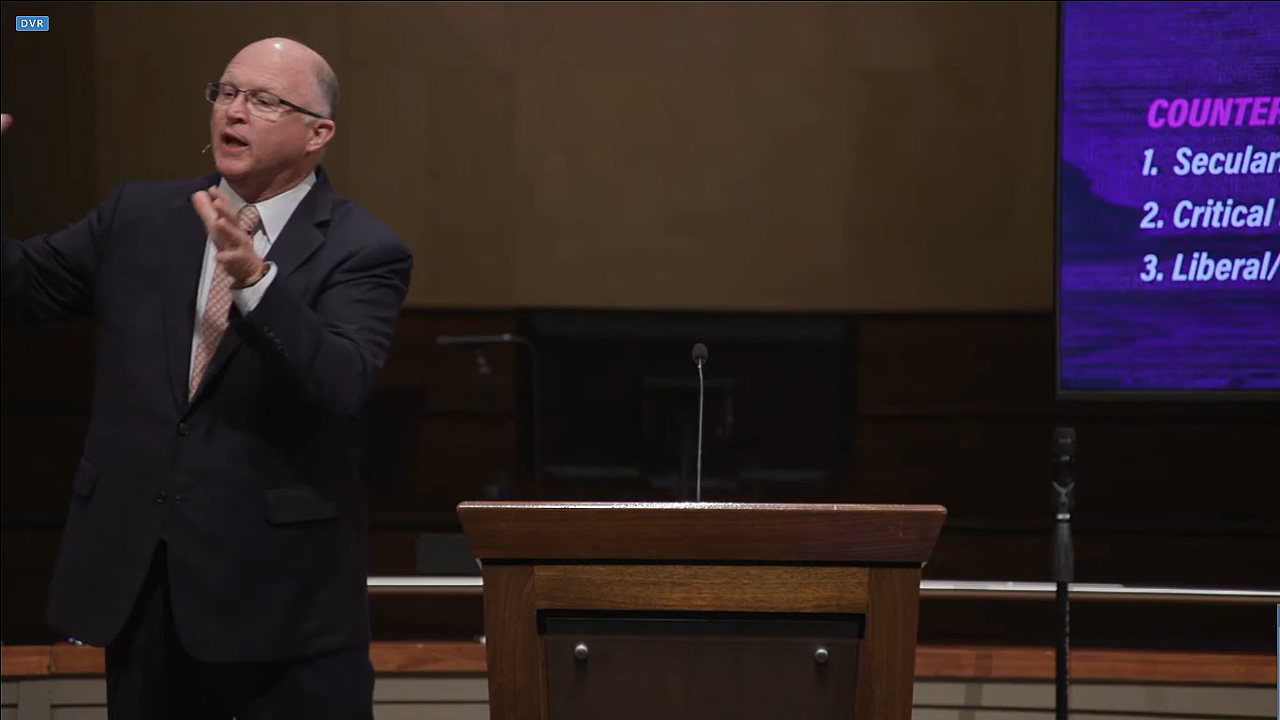 DVR
COUNTER
1. Secular
2. Critical
3. Liberal/